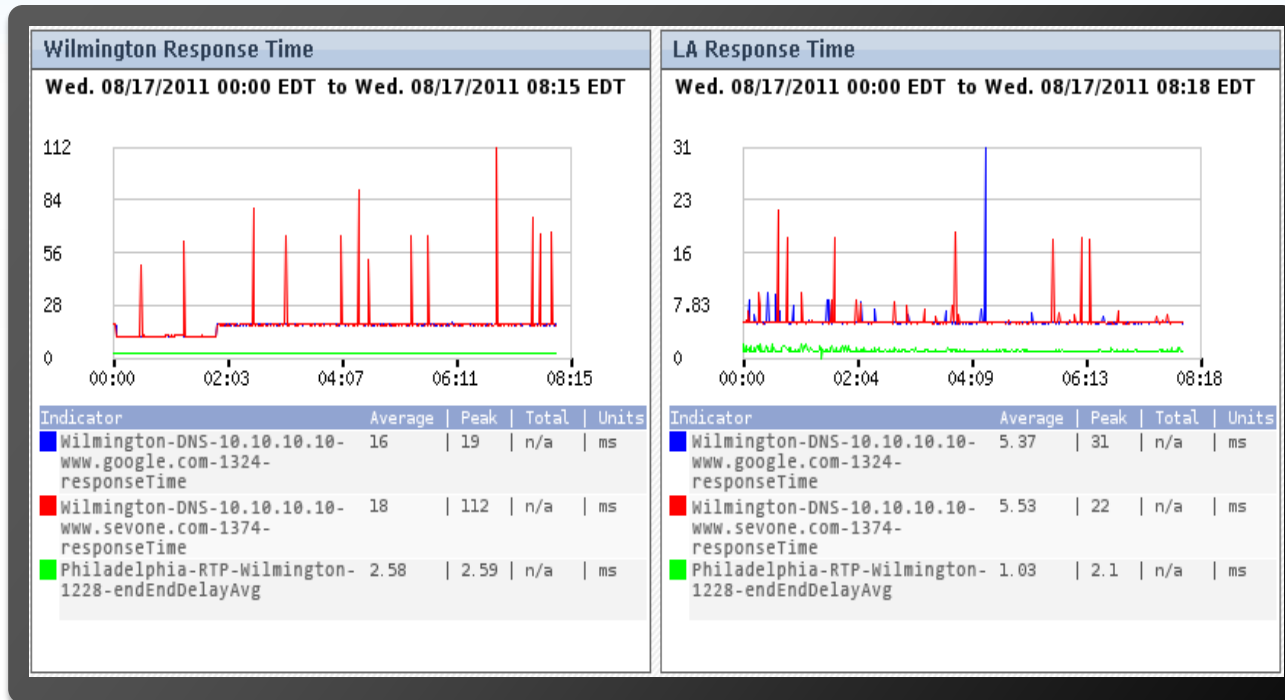 Wilmington Response Time
Wed. 08/17/2011 00:00 EDT to Wed. 08/17/2011 08:15 EDT
112
84
56
28
0
00:00 02:03 04:07 06:11 08:15
Indicator Average | Peak | Total | Units
Wilmington-DNS-10.10.10.10- 16 | 19 | n/a | ms
www.google.com-1324-
responseTime
Wilmington-DNS-10.10.10.10- 18 | 112 | n/a | ms
www.sevone.com-1374-
responseTime
Philadelphia-RTP-Wilmington- 2.58 | 2.59 | n/a | ms
1228-endEndDelayAvg
LA Response Time
Wed. 08/17/2011 00:00 EDT to Wed. 08/17/2011 08:18 EDT
31
23
16
7.83
0
00:00 02:04 04:09 06:13 08:18
Indicator Average | Peak | Total | Units
Wilmington-DNS-10.10.10.10- 5.37 | 31 | n/a | ms
www.google.com-1324-
responseTime
Wilmington-DNS-10.10.10.10- 5.53 | 22 | n/a | ms
www.sevone.com-1374-
responseTime
Philadelphia-RTP-Wilmington- 1.03 | 2.1 | n/a | ms
1228-endEndDelayAvg